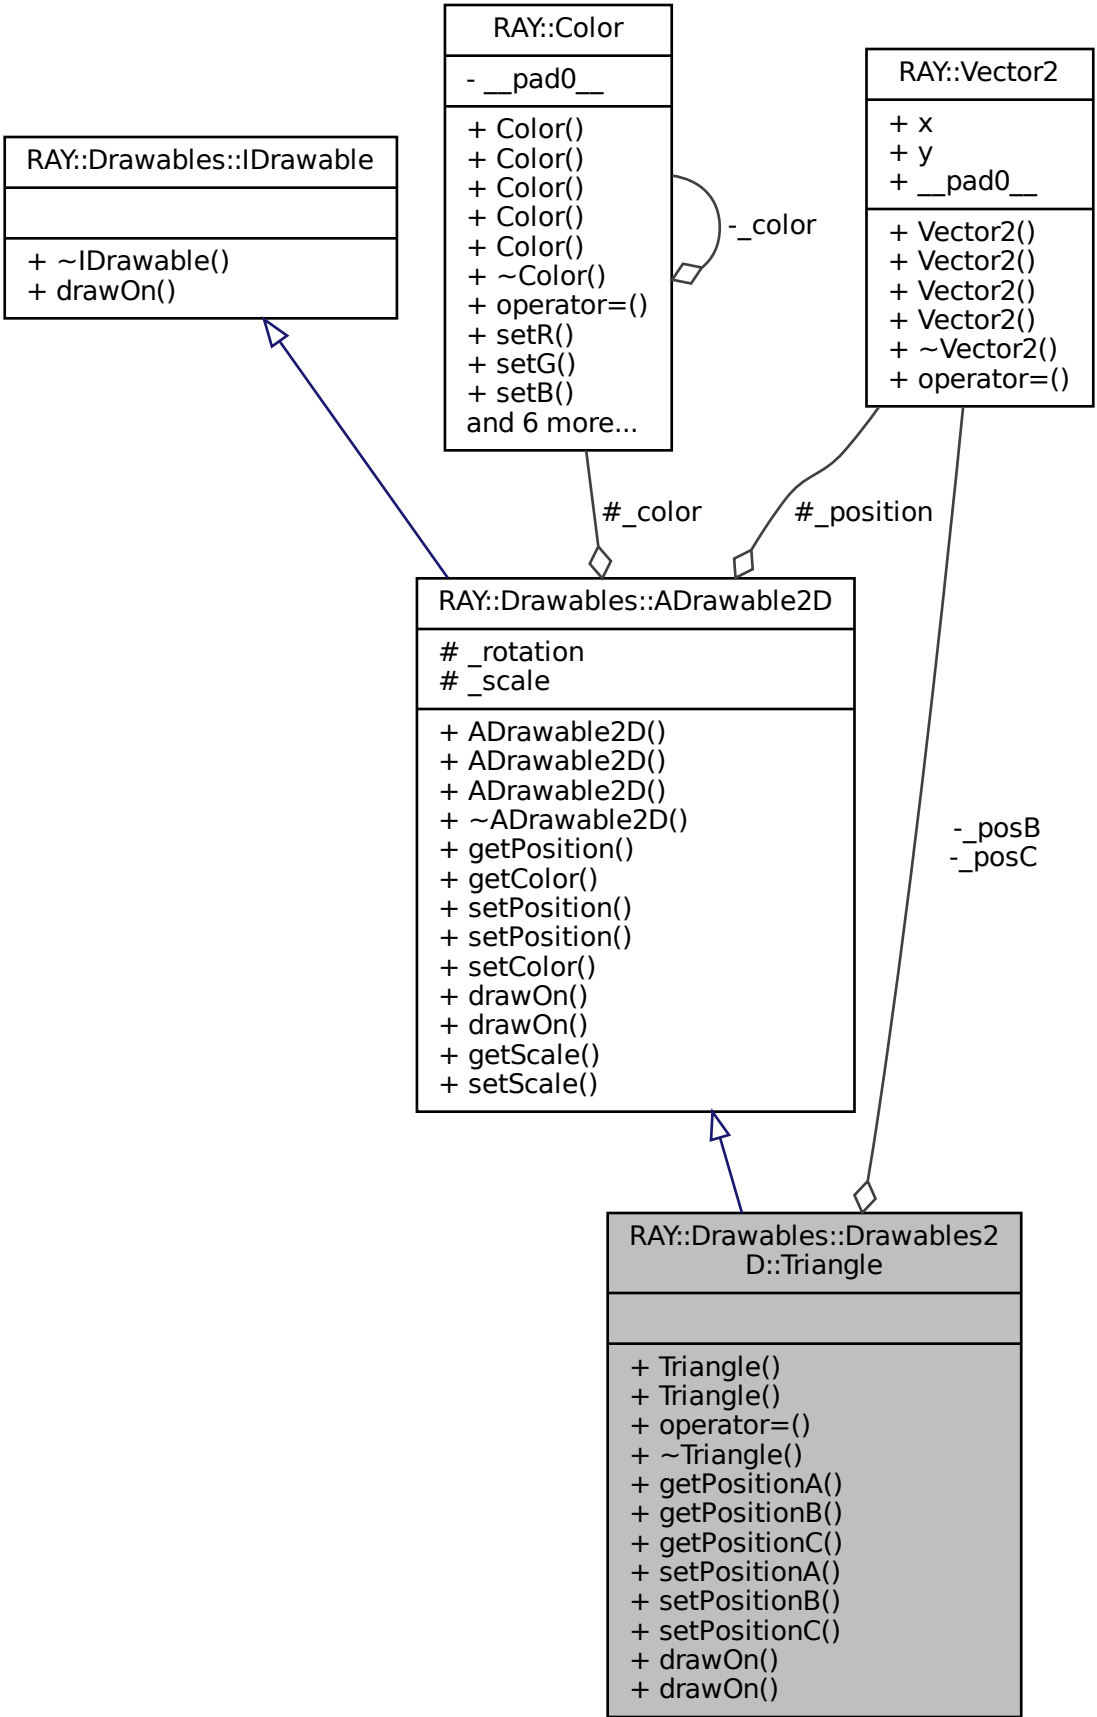 RAY::Color
- __pad0__
+ Color()
+ Color()
+ Color()
+ Color()
+ Color()
+ ~Color()
+ operator=()
+ setR()
+ setG()
+ setB()
and 6 more...
-_color
RAY::Vector2
+ x
+ y
+ __pad0__
+ Vector2()
+ Vector2()
+ Vector2()
+ Vector2()
+ ~Vector2()
+ operator=()
RAY::Drawables::IDrawable
+ ~IDrawable()
+ drawOn()
#_color
#_position
RAY::Drawables::ADrawable2D
# _rotation
# _scale
+ ADrawable2D()
+ ADrawable2D()
+ ADrawable2D()
+ ~ADrawable2D()
+ getPosition()
+ getColor()
+ setPosition()
+ setPosition()
+ setColor()
+ drawOn()
+ drawOn()
+ getScale()
+ setScale()
-_posB
-_posC
RAY::Drawables::Drawables2
D::Triangle
+ Triangle()
+ Triangle()
+ operator=()
+ ~Triangle()
+ getPositionA()
+ getPositionB()
+ getPositionC()
+ setPositionA()
+ setPositionB()
+ setPositionC()
+ drawOn()
+ drawOn()